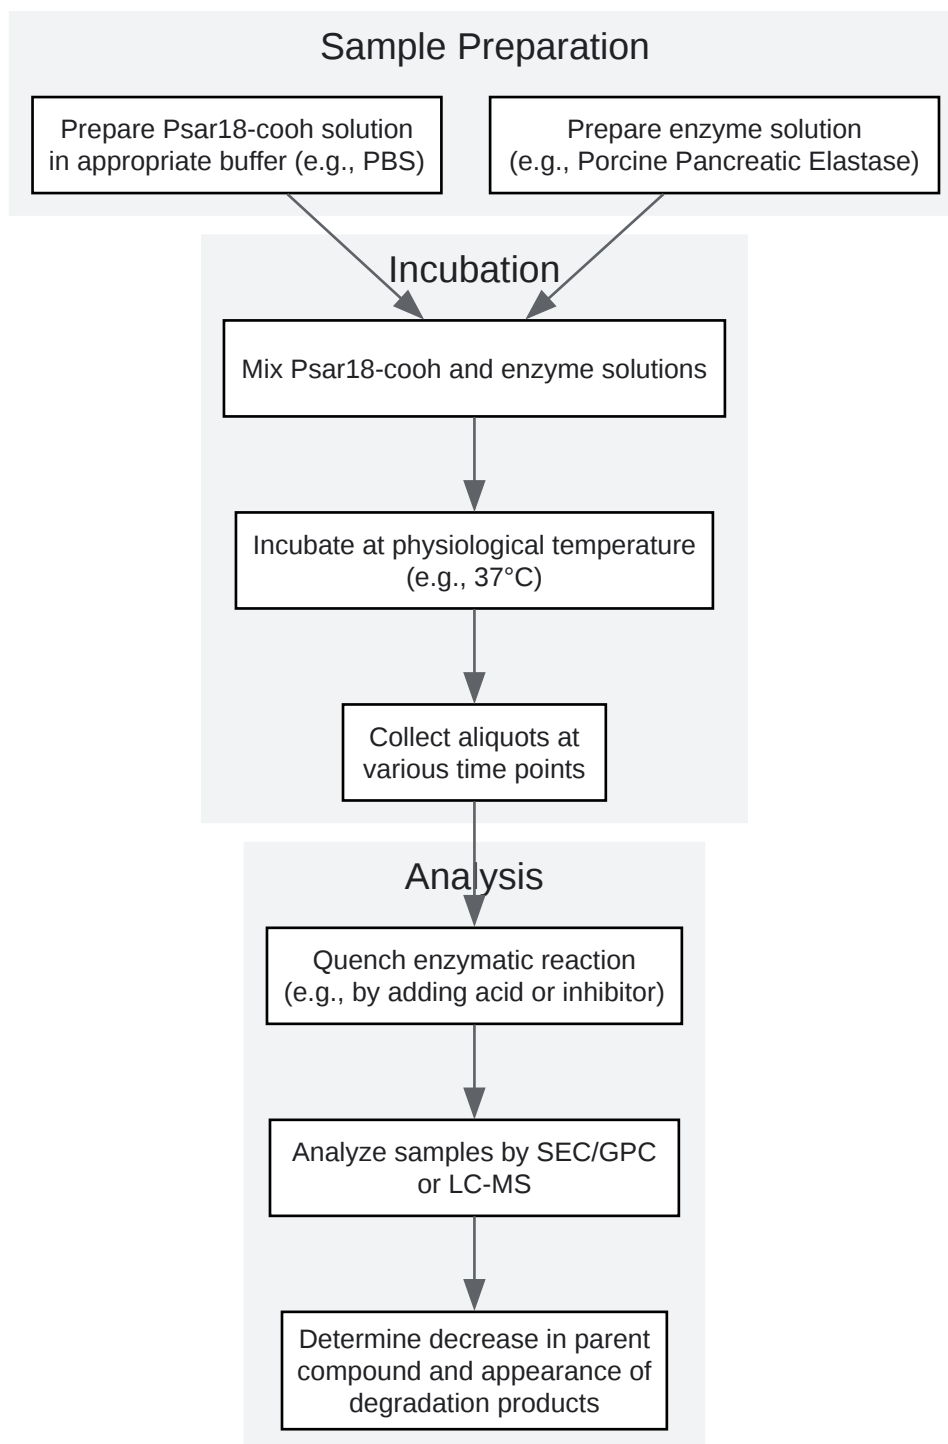 Sample Preparation
Prepare Psar18-cooh solution
in appropriate buffer (e.g., PBS)
Prepare enzyme solution
(e.g., Porcine Pancreatic Elastase)
Incubation
Mix Psar18-cooh and enzyme solutions
Incubate at physiological temperature
(e.g., 37°C)
Collect aliquots at
various time points
Analysis
Quench enzymatic reaction
(e.g., by adding acid or inhibitor)
Analyze samples by SEC/GPC
or LC-MS
Determine decrease in parent
compound and appearance of
degradation products